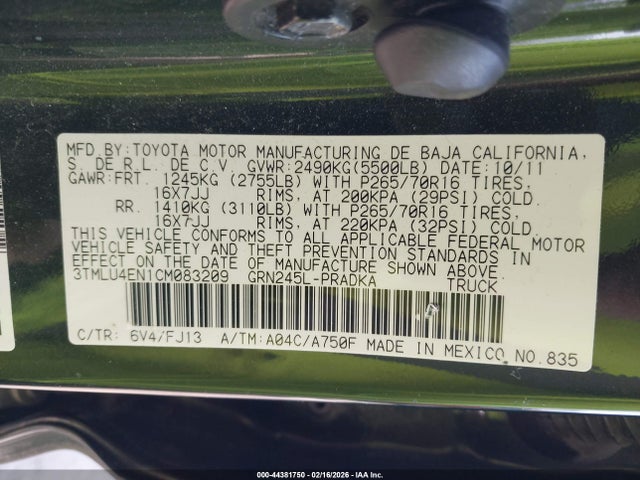 MFD.BY:TOYOTA MOTOR MANUFACTURING DE BAJA CALIFORNIA,
S. DE R.L. DE C.V. GVWR:2490KG(5500LB) DATE:10/11
GAWR:FRT. 1245KG (2755LB) WITH P265/70R16 TIRES,
16X7JJ RIMS, AT 200KPA (29PSI) COLD.
RR. 1410KG (3110LB) WITH P265/70R16 TIRES,
16X7JJ RIMS, AT 220KPA (32PSI) COLD.
THIS VEHICLE CONFORMS TO ALL APPLICABLE FEDERAL MOTOR
VEHICLE SAFETY AND THEFT PREVENTION STANDARDS IN
EFFECT ON THE DATE OF MANUFACTURE SHOWN ABOVE.
3TMLU4EN1CM083209 GRN245L-PRADKA TRUCK
C/TR: 6V4/FJ13 A/TM:A04C/A750F MADE IN MEXICO NO.835
000-44381750 - 02/16/2026 - IAA Inc.